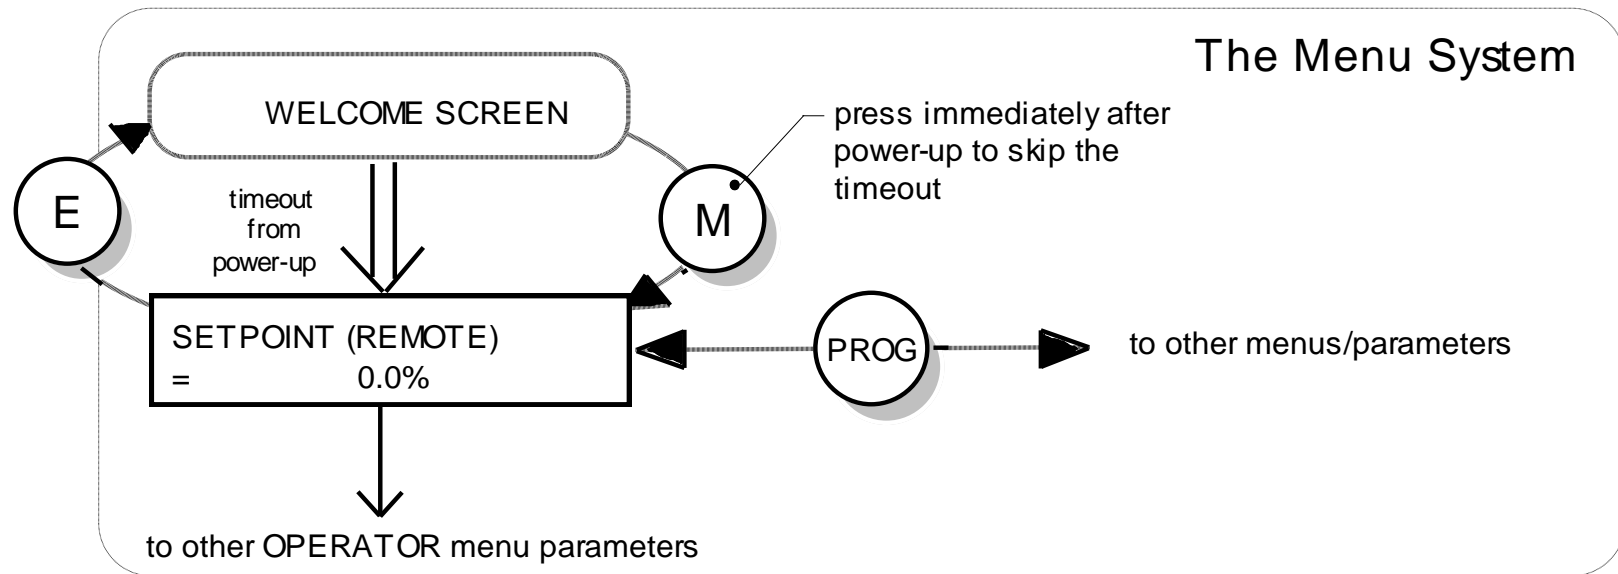 The Menu System
WELCOME SCREEN
press immediately after
power-up to skip the
timeout
E
timeout
from
power-up
M
SETPOINT (REMOTE)
= 0.0%
PROG
to other menus/parameters
to other OPERATOR menu parameters